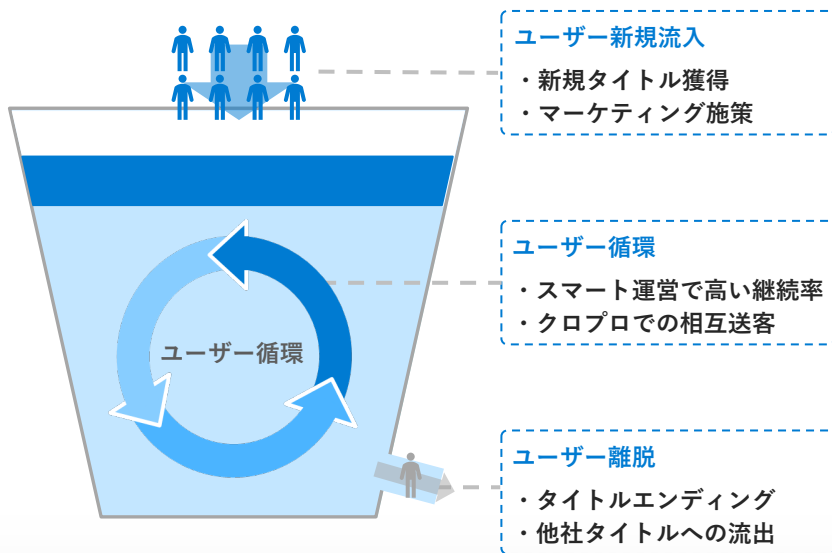 ユーザー新規流入
・新規タイトル獲得
・マーケティング施策
ユーザー循環
・スマート運営で高い継続率
・クロプロでの相互送客
ユーザー循環
ユーザー離脱
・タイトルエンディング
・他社タイトルへの流出